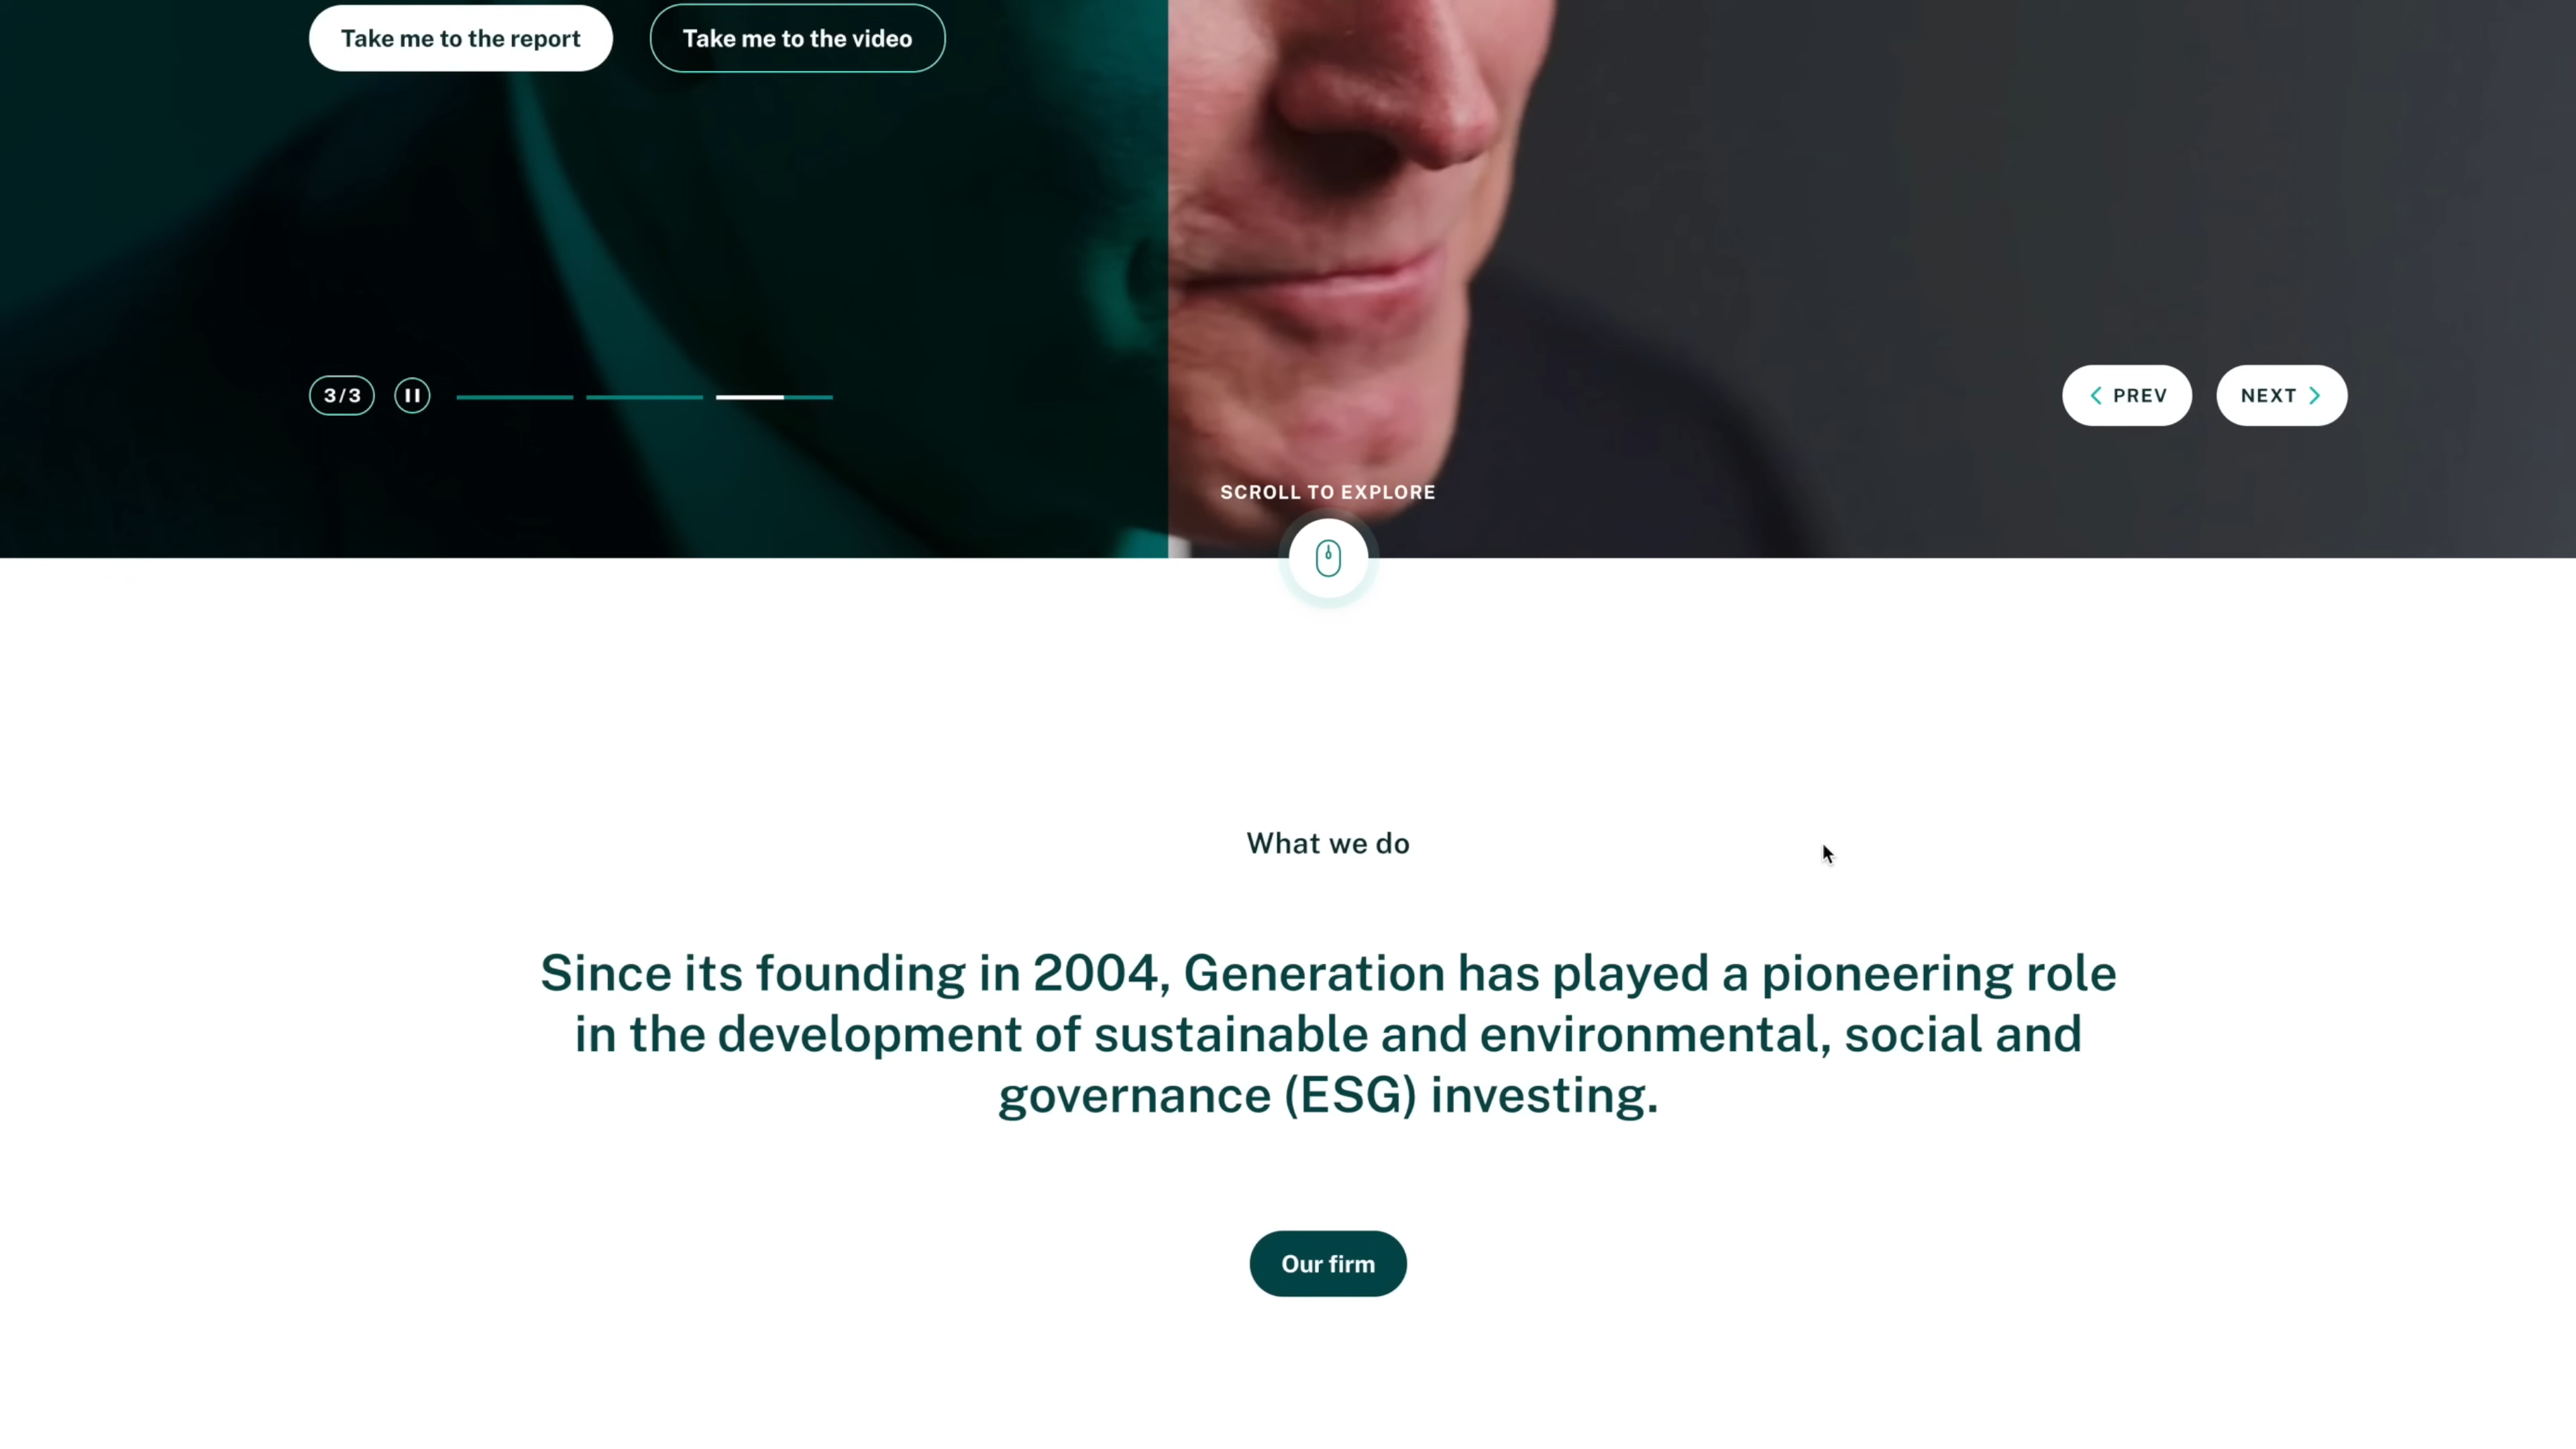 Take me to the report
Take me to the video
3/3
PREV
NEXT
SCROLL TO EXPLORE
What we do
Since its founding in 2004, Generation has played a pioneering role
in the development of sustainable and environmental, social and
governance (ESG) investing.
Our firm